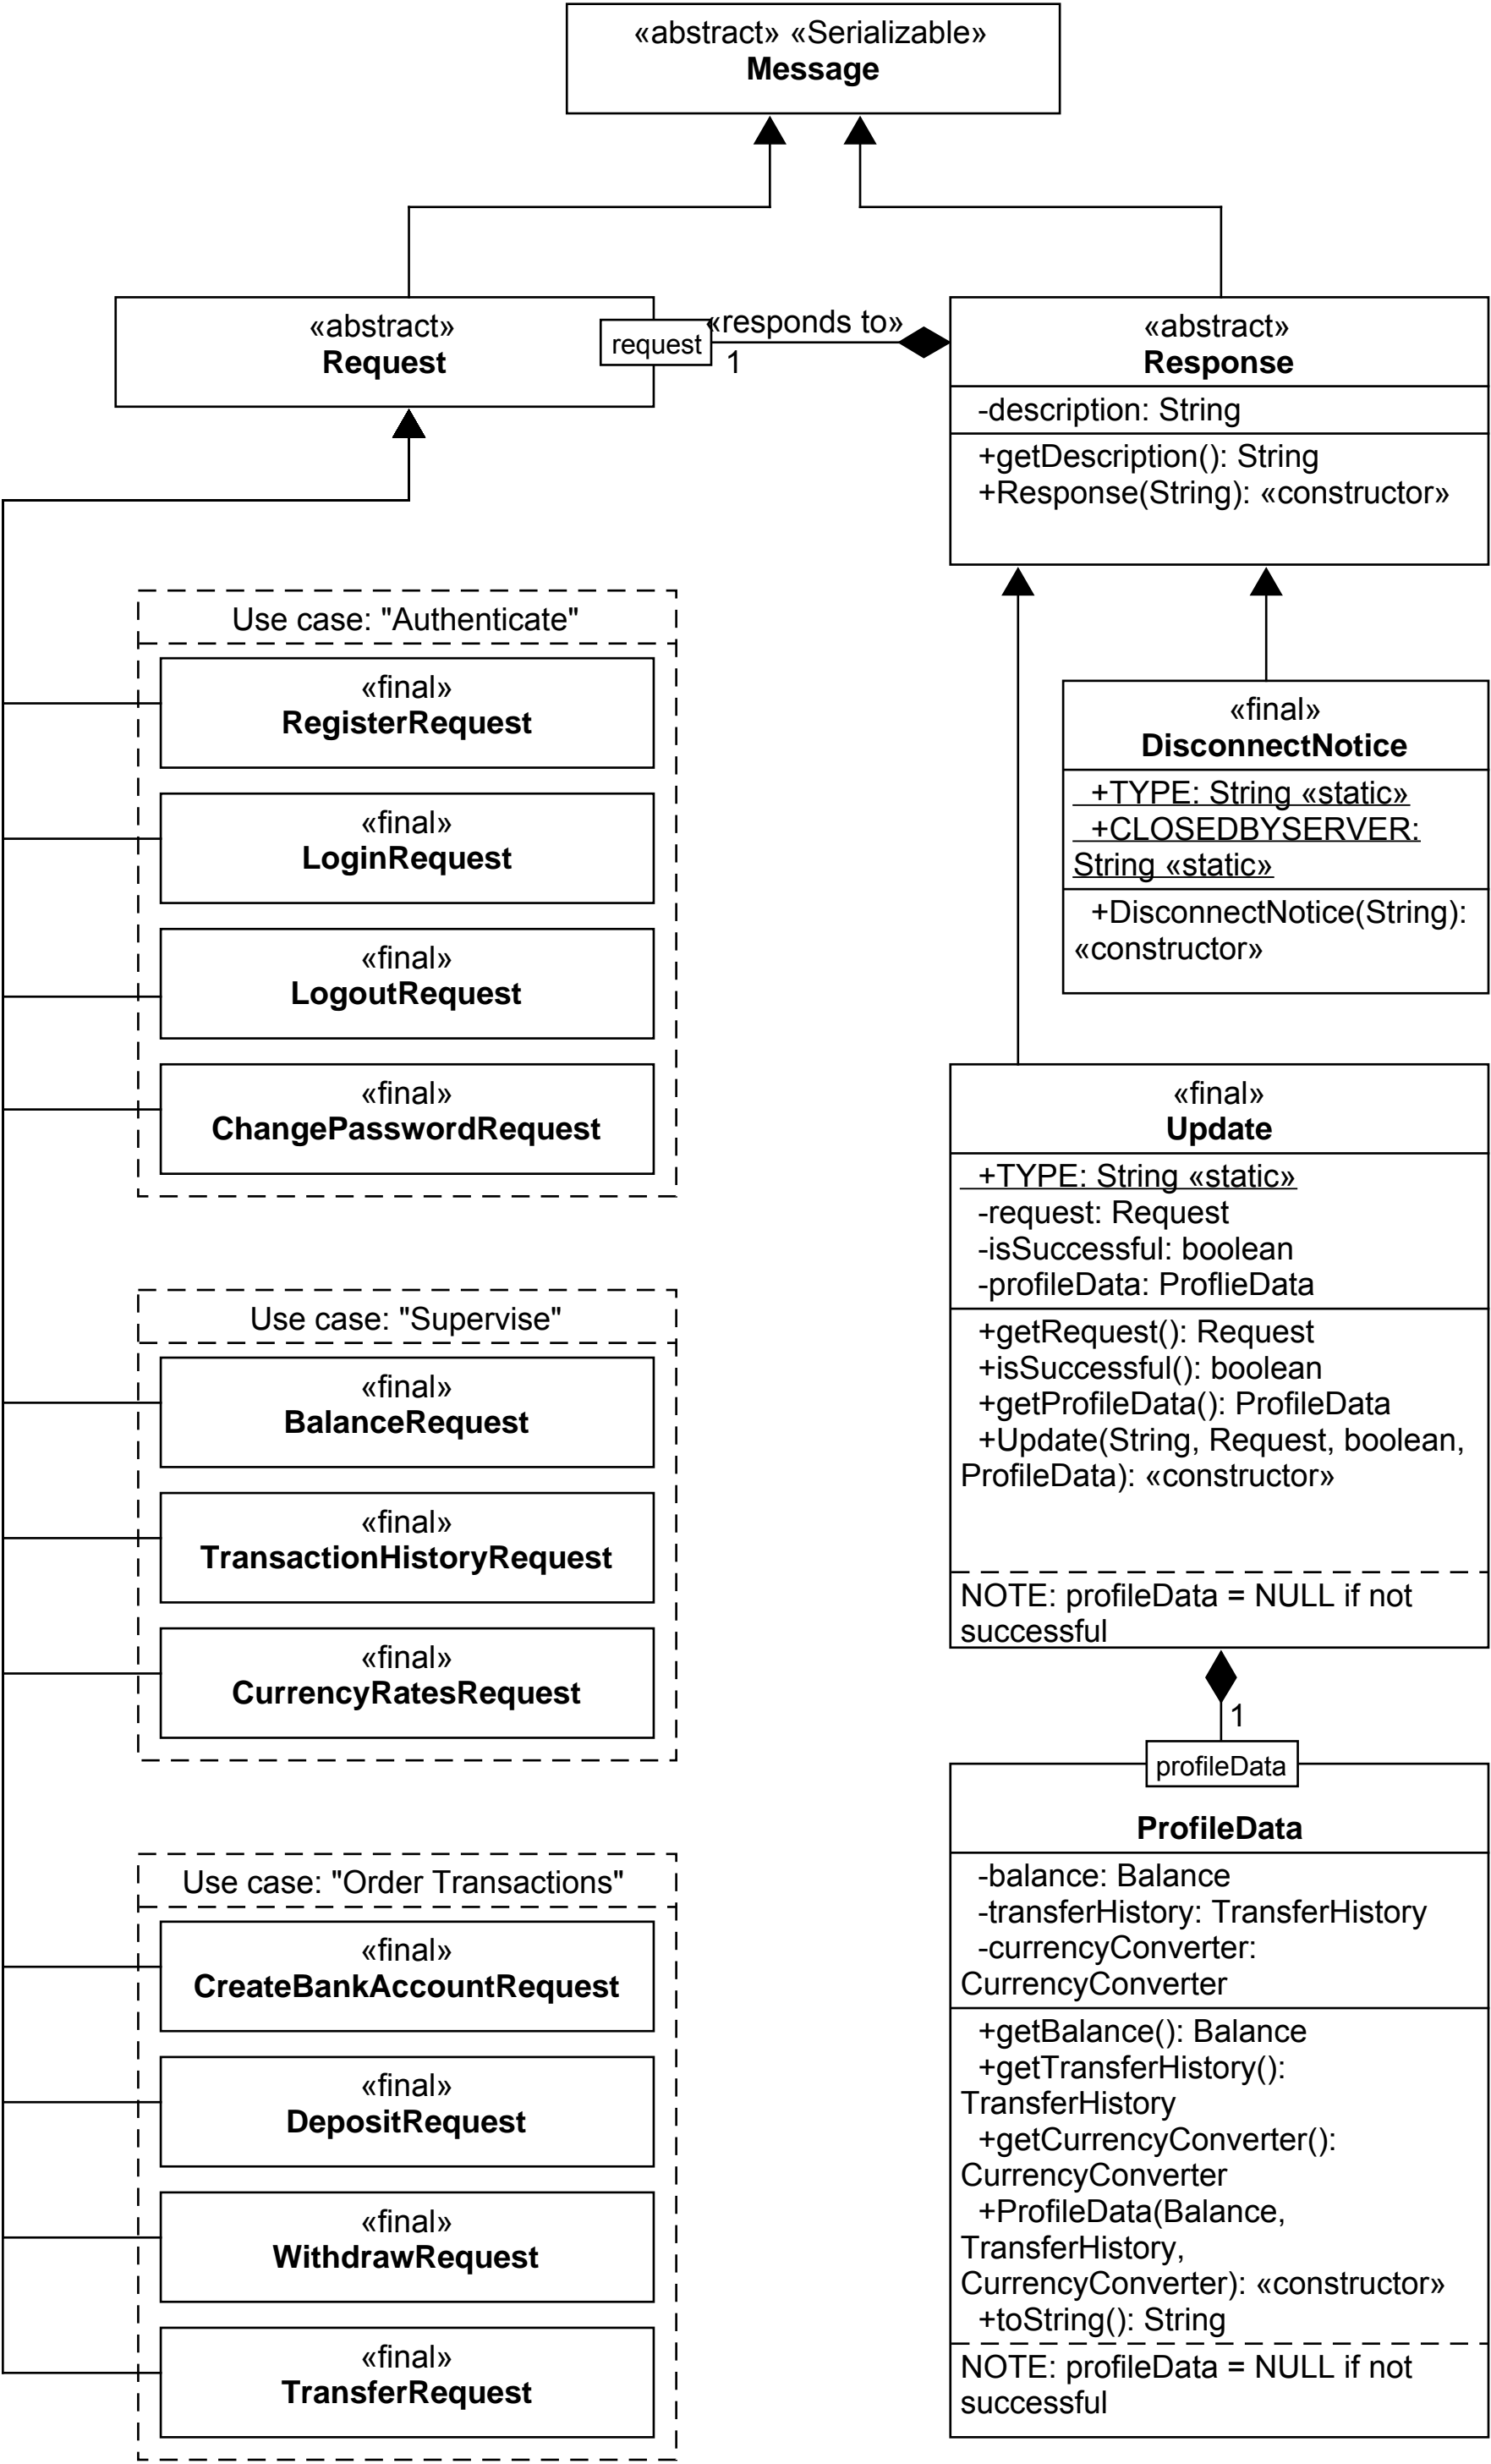 «abstract» «Serializable»
Message
«abstract»
Request
request
«responds to»
1
«abstract»
Response
-description: String
+getDescription(): String
+Response(String): «constructor»
Use case: "Authenticate"
«final»
RegisterRequest
«final»
LoginRequest
«final»
LogoutRequest
«final»
ChangePasswordRequest
Use case: "Supervise"
«final»
BalanceRequest
«final»
TransactionHistoryRequest
«final»
CurrencyRatesRequest
Use case: "Order Transactions"
«final»
CreateBankAccountRequest
«final»
DepositRequest
«final»
WithdrawRequest
«final»
TransferRequest
«final»
DisconnectNotice
+TYPE: String «static»
+CLOSEDBYSERVER:
String «static»
+DisconnectNotice(String):
«constructor»
«final»
Update
+TYPE: String «static»
-request: Request
-isSuccessful: boolean
-profileData: ProflieData
+getRequest(): Request
+isSuccessful(): boolean
+getProfileData(): ProfileData
+Update(String, Request, boolean,
ProfileData): «constructor»
NOTE: profileData = NULL if not
successful
1
profileData
ProfileData
-balance: Balance
-transferHistory: TransferHistory
-currencyConverter:
CurrencyConverter
+getBalance(): Balance
+getTransferHistory():
TransferHistory
+getCurrencyConverter():
CurrencyConverter
+ProfileData(Balance,
TransferHistory,
CurrencyConverter): «constructor»
+toString(): String
NOTE: profileData = NULL if not
successful